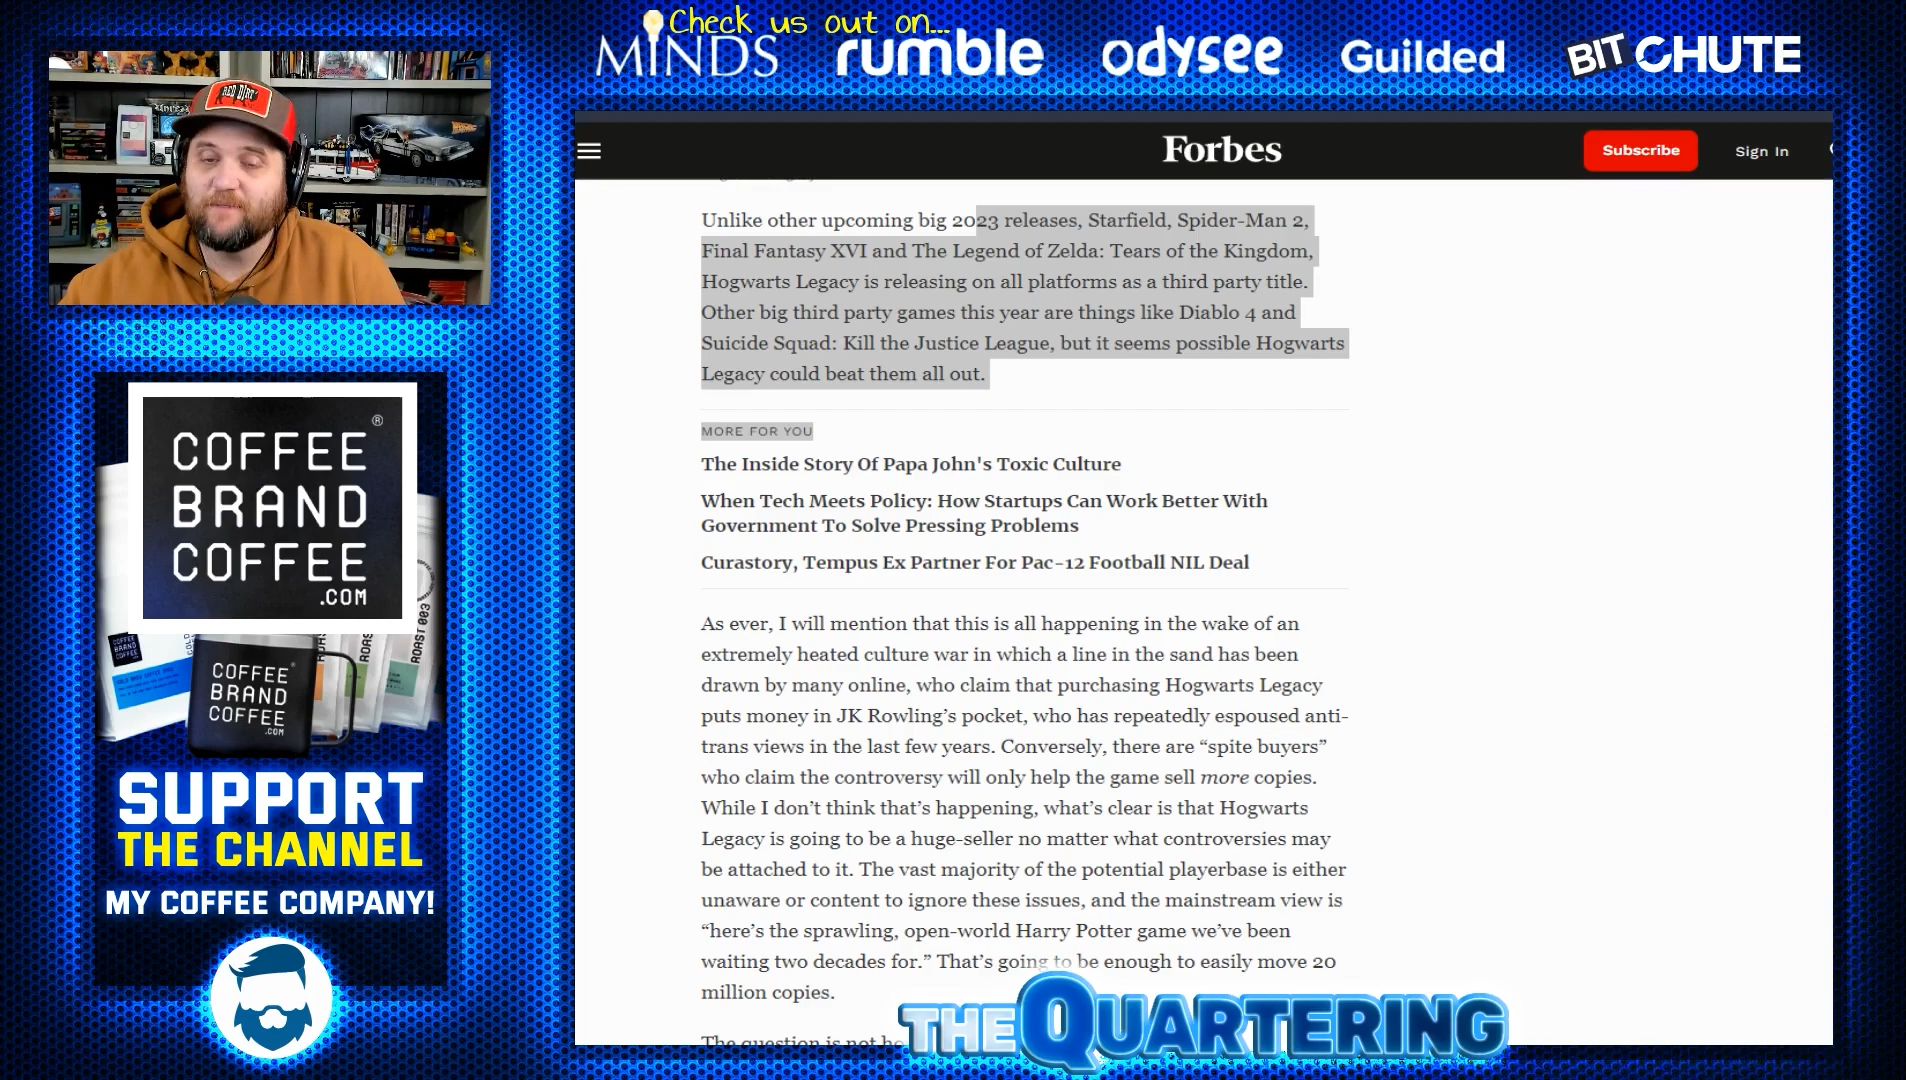 Check us out on...
MINDS
rumble
odysee
Guilded
BIT CHUTE
RED DIRT
Forbes
Subscribe
Sign In
Unlike other upcoming big 2023 releases, Starfield, Spider-Man 2,
Final Fantasy XVI and The Legend of Zelda: Tears of the Kingdom,
Hogwarts Legacy is releasing on all platforms as a third party title.
Other big third party games this year are things like Diablo 4 and
Suicide Squad: Kill the Justice League, but it seems possible Hogwarts
Legacy could beat them all out.
MORE FOR YOU
The Inside Story Of Papa John's Toxic Culture
When Tech Meets Policy: How Startups Can Work Better With
Government To Solve Pressing Problems
Curastory, Tempus Ex Partner For Pac-12 Football NIL Deal
As ever, I will mention that this is all happening in the wake of an
extremely heated culture war in which a line in the sand has been
drawn by many online, who claim that purchasing Hogwarts Legacy
puts money in JK Rowling’s pocket, who has repeatedly espoused anti-
trans views in the last few years. Conversely, there are “spite buyers”
who claim the controversy will only help the game sell more copies.
While I don’t think that’s happening, what’s clear is that Hogwarts
Legacy is going to be a huge-seller no matter what controversies may
be attached to it. The vast majority of the potential playerbase is either
unaware or content to ignore these issues, and the mainstream view is
“here’s the sprawling, open-world Harry Potter game we’ve been
waiting two decades for.” That’s going to be enough to easily move 20
million copies.
The question is not
THE QUARTERING
COFFEE
BRAND
COFFEE
.COM
®
ROAST 003
COFFEE
BRAND
COFFEE
.COM
SUPPORT
THE CHANNEL
MY COFFEE COMPANY!